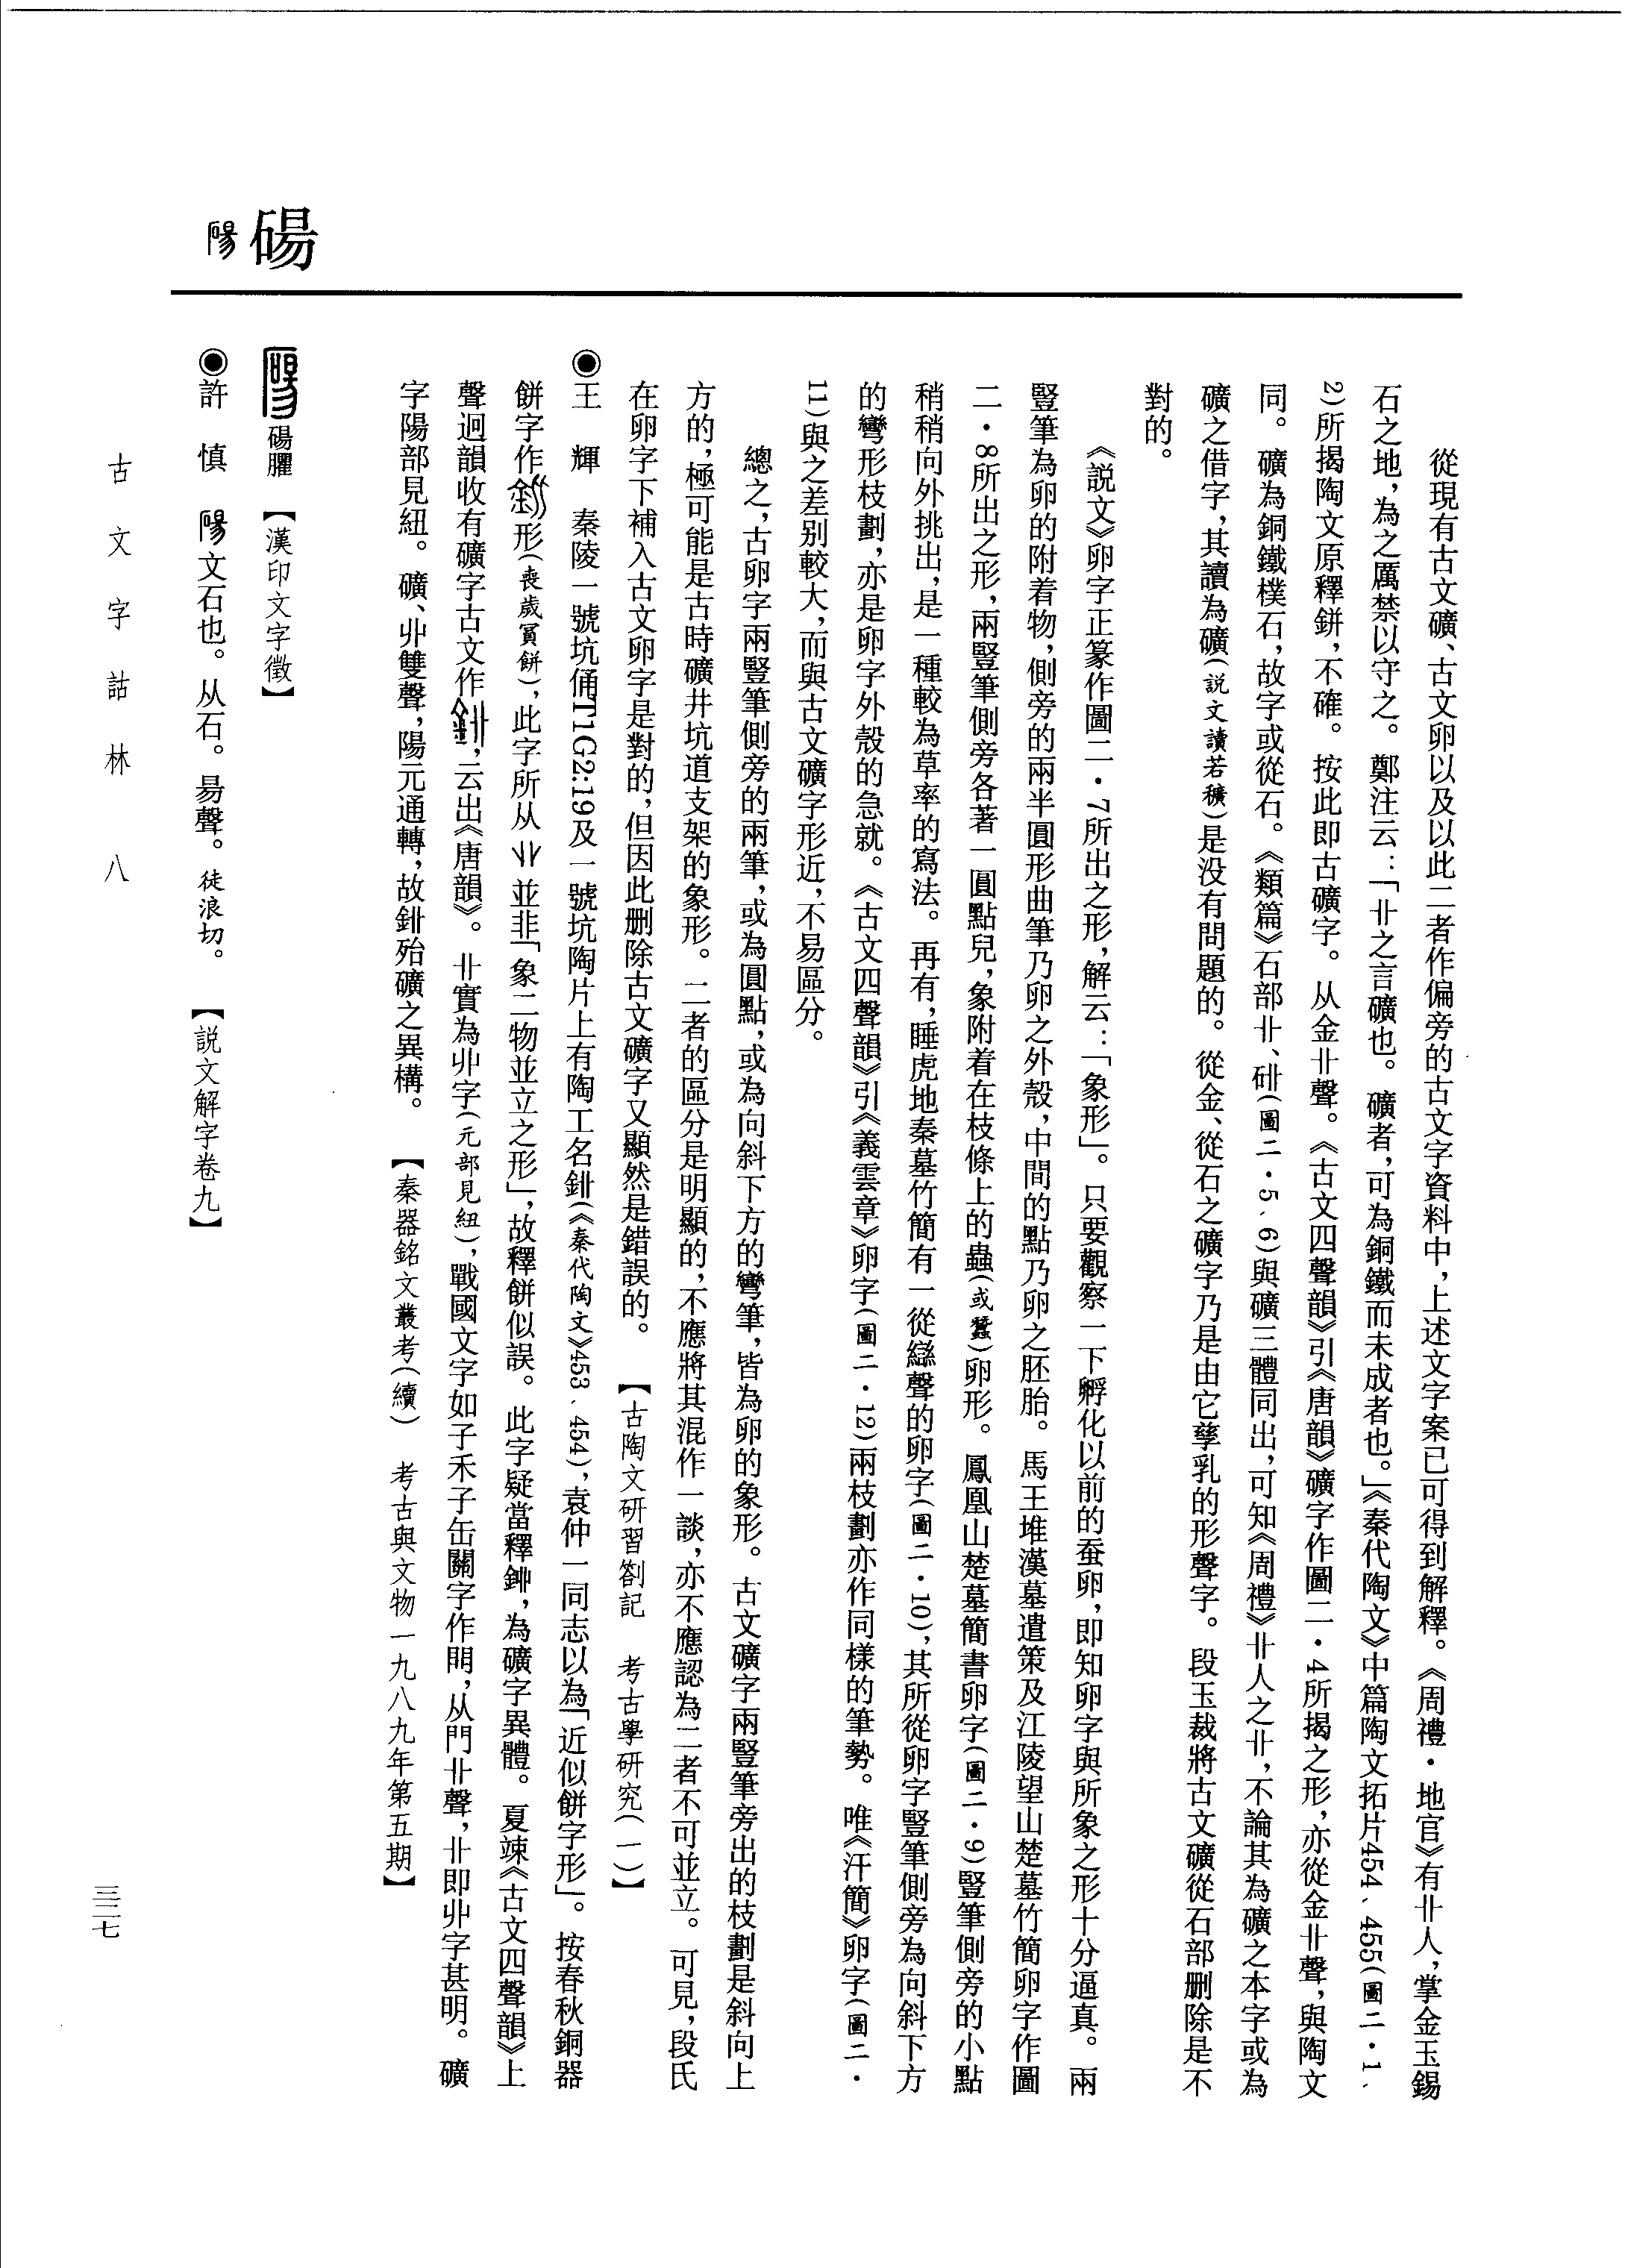 碭
從現有古文礦、古文卵以及以此二者作偏旁的古文字資料中，上述文字案已可得到解釋。《周禮·地官》有卝人，掌金玉錫
石之地，為之厲禁以守之。鄭注云：「卝之言礦也。礦者，可為銅鐵而未成者也。」《秦代陶文》中篇陶文拓片454、455（圖二·1、
2）所揭陶文原釋鉼，不確。按此即古礦字。从金卝聲。《古文四聲韻》引《唐韻》礦字作圖二·4所揭之形，亦從金卝聲，與陶文
同。礦為銅鐵樸石，故字或從石。《類篇》石部卝、𥑫（圖二·5、6）與礦三體同出，可知《周禮》卝人之卝，不論其為礦之本字或為
礦之借字，其讀為礦（説文讀若穬）是没有問題的。從金、從石之礦字乃是由它孳乳的形聲字。段玉裁將古文礦從石部删除是不
對的。
《説文》卵字正篆作圖二·7所出之形，解云：「象形」。只要觀察一下孵化以前的蚕卵，即知卵字與所象之形十分逼真。兩
豎筆為卵的附着物，側旁的兩半圓形曲筆乃卵之外殼，中間的點乃卵之胚胎。馬王堆漢墓遣策及江陵望山楚墓竹簡卵字作圖
二·8所出之形，兩豎筆側旁各著一圓點兒，象附着在枝條上的蟲（或蠶）卵形。鳳凰山楚墓簡書卵字（圖二·9）豎筆側旁的小點
稍稍向外挑出，是一種較為草率的寫法。再有，睡虎地秦墓竹簡有一從䜌聲的卵字（圖二·10），其所從卵字豎筆側旁為向斜下方
的彎形枝劃，亦是卵字外殼的急就。《古文四聲韻》引《義雲章》卵字（圖二·12）兩枝劃亦作同樣的筆勢。唯《汗簡》卵字（圖二·
11）與之差别較大，而與古文礦字形近，不易區分。
總之，古卵字兩豎筆側旁的兩筆，或為圓點，或為向斜下方的彎筆，皆為卵的象形。古文礦字兩豎筆旁出的枝劃是斜向上
方的，極可能是古時礦井坑道支架的象形。二者的區分是明顯的，不應將其混作一談，亦不應認為二者不可並立。可見，段氏
在卵字下補入古文卵字是對的，但因此删除古文礦字又顯然是錯誤的。【古陶文研習劄記　考古學研究（一）】
◉王　輝　秦陵一號坑俑T1G2:19及一號坑陶片上有陶工名釫（《秦代陶文》453、454），袁仲一同志以為「近似鉼字形」。按春秋銅器
鉼字作形（喪歲賓鉼），此字所从並非「象二物並立之形」，故釋鉼似誤。此字疑當釋，為礦字異體。夏竦《古文四聲韻》上
聲迥韻收有礦字古文作，云出《唐韻》。卝實為丱字（元部見紐），戰國文字如子禾子缶關字作𨳡，从門卝聲，卝即丱字甚明。礦
字陽部見紐。礦、丱雙聲，陽元通轉，故殆礦之異構。【秦器銘文叢考（續）　考古與文物一九八九年第五期】
碭臞　【漢印文字徵】
◉許　慎　文石也。从石。昜聲。徒浪切。【説文解字卷九】
古文字詁林　八
三二七